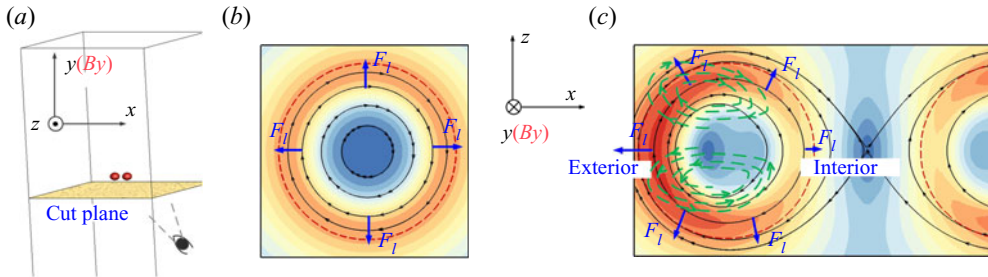 (a)
y(By)
z
x
Cut plane
(b)
F_l
F_l
F_l
F_l
z
x
y(By)
(c)
F_l
F_l
F_l
F_l
Exterior
Interior
F_l
F_l